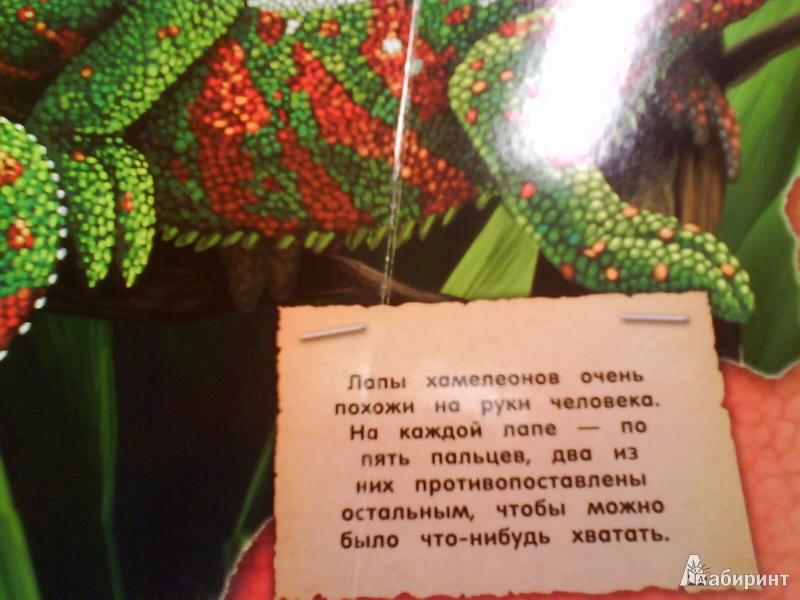 Лапы хамелеонов очень
похожи на руки человека.
На каждой лапе — по
пять пальцев, два из
них противопоставлены
остальным, чтобы можно
было что-нибудь хватать.
Лабиринт